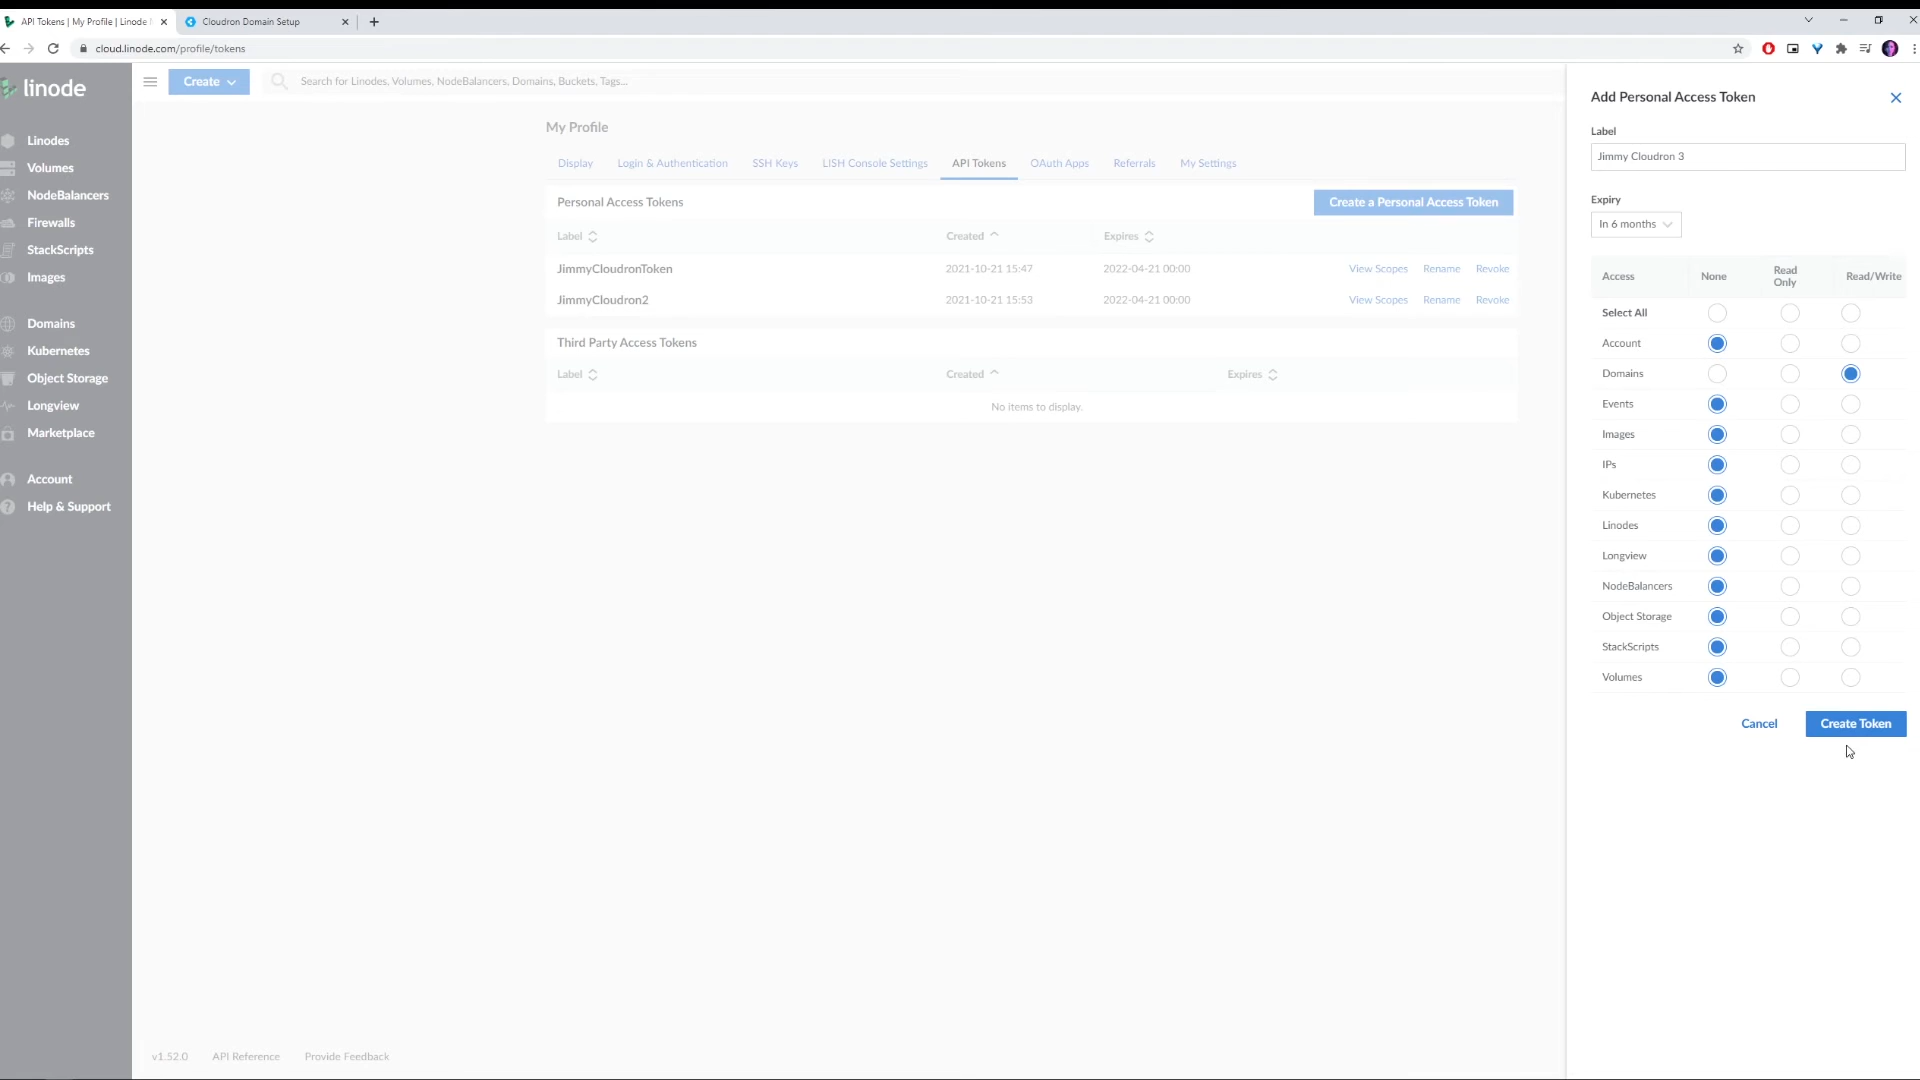 API Tokens | My Profile | Linode
Cloudron Domain Setup
cloud.linode.com/profile/tokens
linode
Create
Search for Linodes, Volumes, NodeBalancers, Domains, Buckets, Tags...
Linodes
Volumes
NodeBalancers
Firewalls
StackScripts
Images
Domains
Kubernetes
Object Storage
Longview
Marketplace
Account
Help & Support
My Profile
Display Login & Authentication SSH Keys LISH Console Settings API Tokens OAuth Apps Referrals My Settings
Personal Access Tokens Create a Personal Access Token
Label Created Expires
JimmyCloudronToken 2021-10-21 15:47 2022-04-21 00:00 View Scopes Rename Revoke
JimmyCloudron2 2021-10-21 15:53 2022-04-21 00:00 View Scopes Rename Revoke
Third Party Access Tokens
Label Created Expires
No items to display.
v1.52.0 API Reference Provide Feedback
Add Personal Access Token
Label
Jimmy Cloudron 3
Expiry
In 6 months
Access None Read Only Read/Write
Select All
Account
Domains
Events
Images
IPs
Kubernetes
Linodes
Longview
NodeBalancers
Object Storage
StackScripts
Volumes
Cancel Create Token